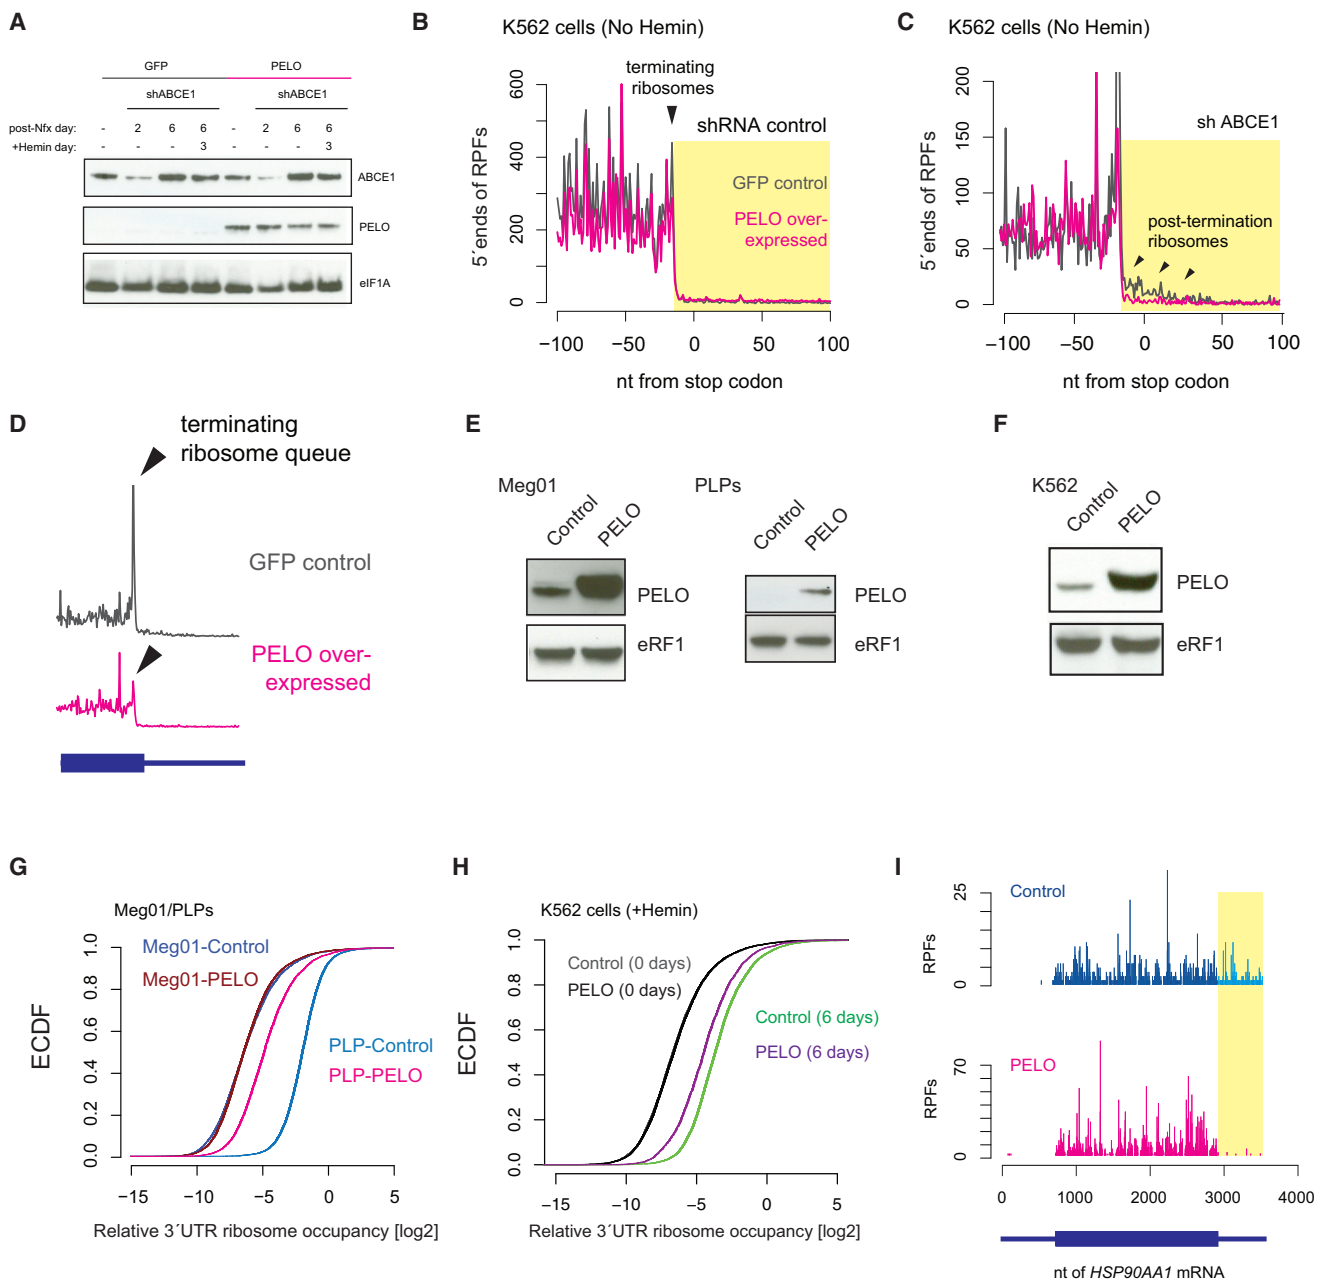 A
GFP PELO
shABCE1 shABCE1
post-Nfx day: - 2 6 6 - 2 6 6
+Hemin day: - - - 3 - - - 3
ABCE1
PELO
eIF1A
B
K562 cells (No Hemin)
terminating
ribosomes
shRNA control
GFP control
PELO over-
expressed
5´ ends of RPFs
600
400
200
0
−100 −50 0 50 100
nt from stop codon
C
K562 cells (No Hemin)
sh ABCE1
post-termination
ribosomes
5´ ends of RPFs
200
150
100
50
0
−100 −50 0 50 100
nt from stop codon
D
terminating
ribosome queue
GFP control
PELO over-
expressed
E
Meg01
Control
PELO
PELO
eRF1
PLPs
Control
PELO
PELO
eRF1
F
K562
Control
PELO
PELO
eRF1
G
Meg01/PLPs
Meg01-Control
Meg01-PELO
PLP-Control
PLP-PELO
ECDF
1.0
0.8
0.6
0.4
0.2
0.0
−15 −10 −5 0 5
Relative 3´UTR ribosome occupancy [log2]
H
K562 cells (+Hemin)
Control (0 days)
PELO (0 days)
Control (6 days)
PELO (6 days)
ECDF
1.0
0.8
0.6
0.4
0.2
0.0
−15 −10 −5 0 5
Relative 3´UTR ribosome occupancy [log2]
I
Control
RPFs
25
0
PELO
RPFs
70
0
0 1000 2000 3000 4000
nt of HSP90AA1 mRNA